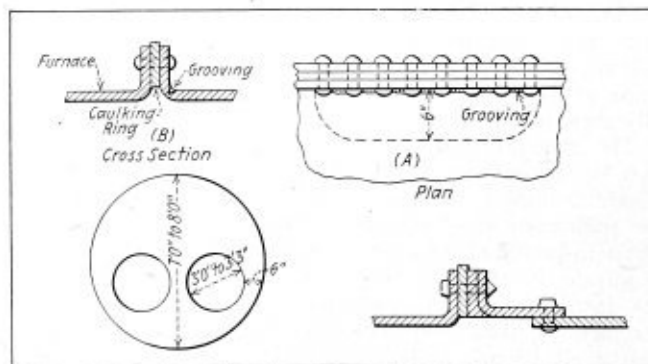 Furnace
Grooving
Caulking-
Ring
(B)
Cross Section
6"
Grooving
(A)
Plan
7'0" to 8'0"
3'0" to 3'3"
6"